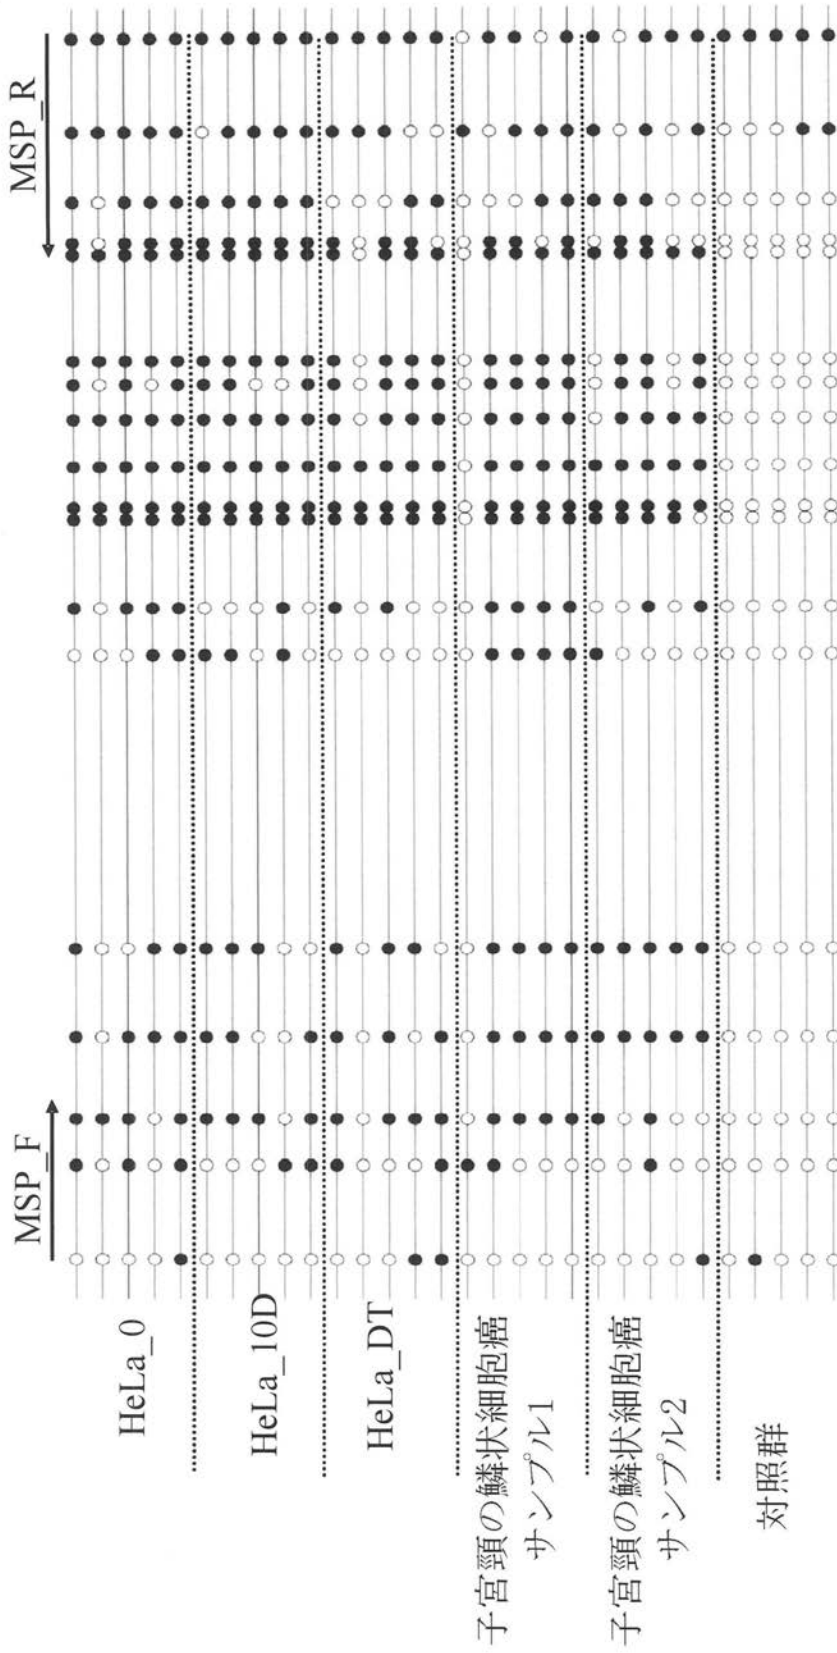 MSP_F
MSP_R
HeLa_0
HeLa_10D
HeLa_DT
子宮頸の鱗状細胞癌
サンプル1
子宮頸の鱗状細胞癌
サンプル2
対照群